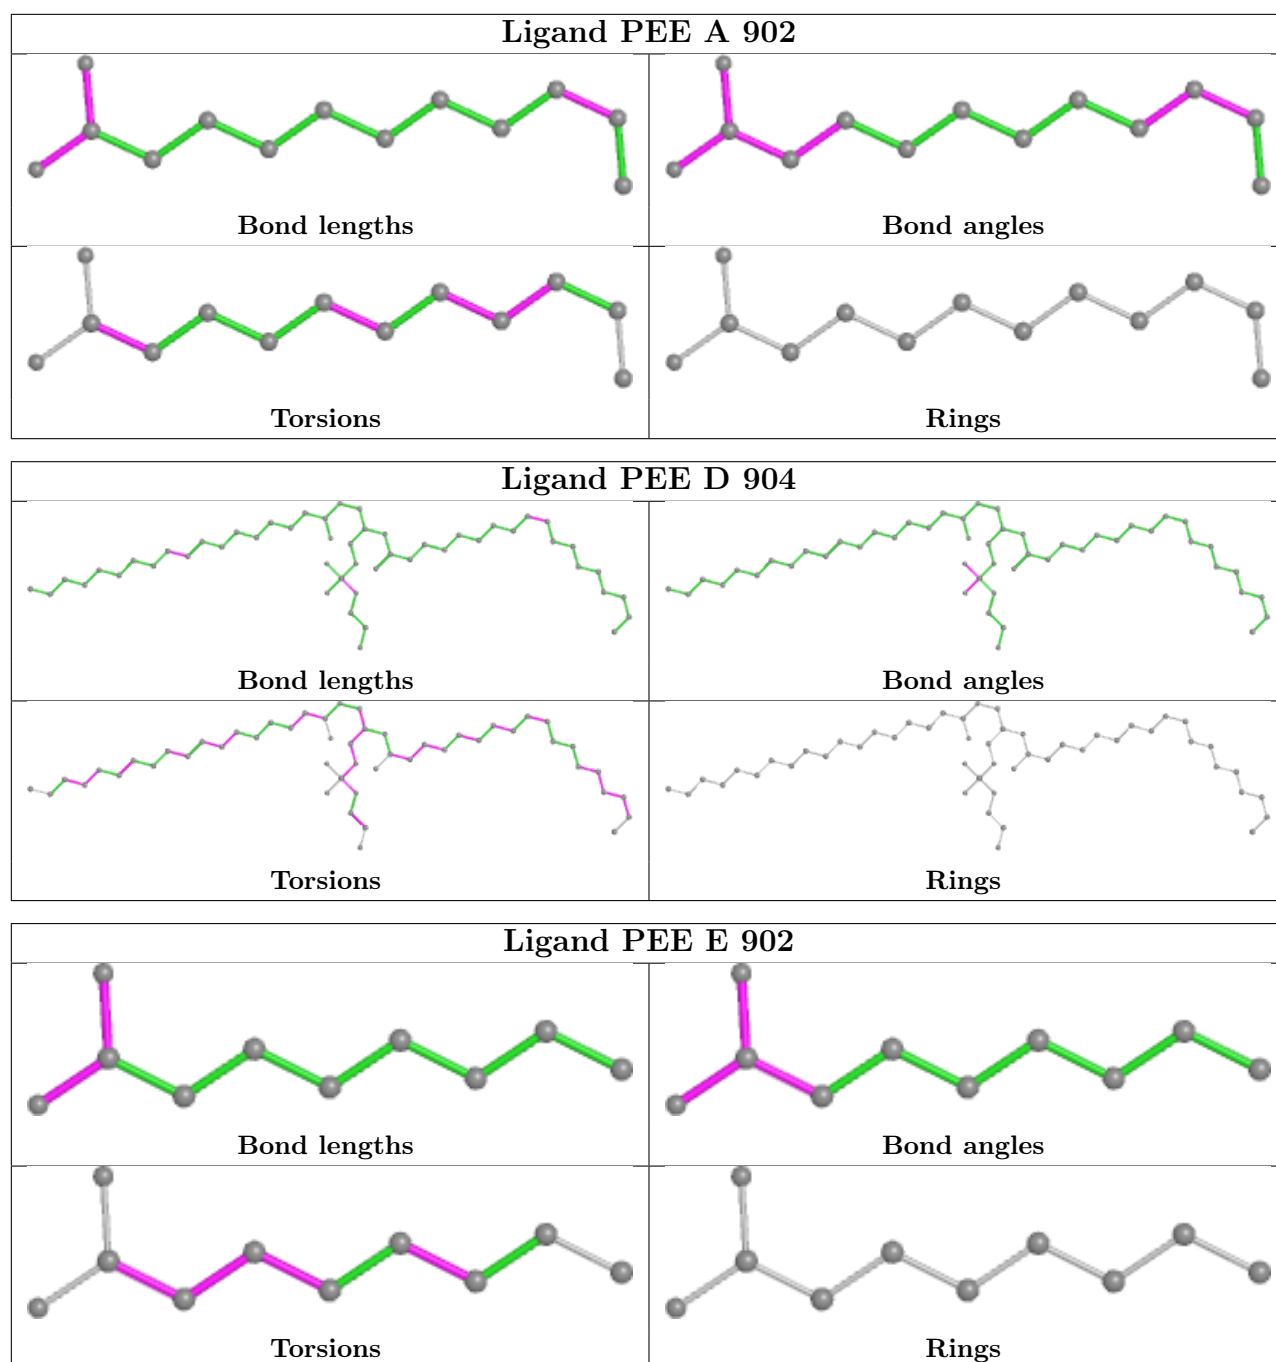 Ligand PEE A 902
Bond lengths
Bond angles
Torsions
Rings
Ligand PEE D 904
Bond lengths
Bond angles
Torsions
Rings
Ligand PEE E 902
Bond lengths
Bond angles
Torsions
Rings